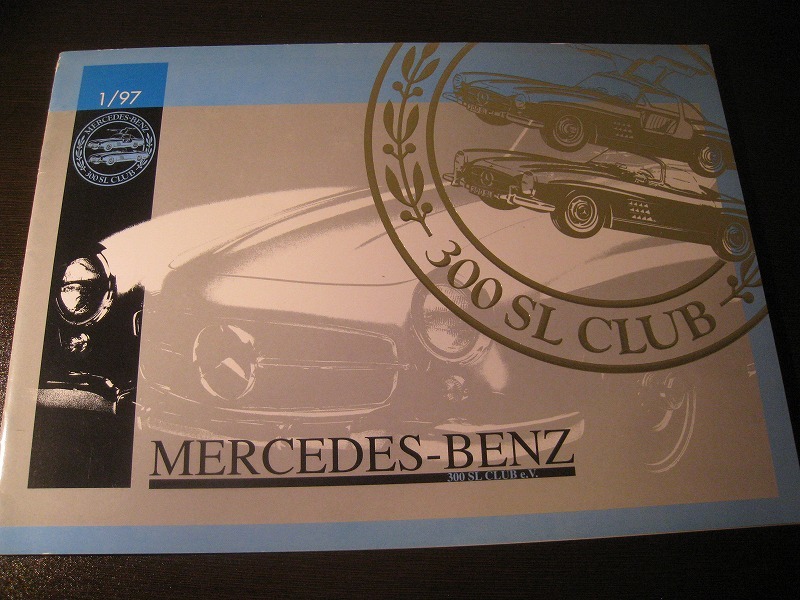 1/97
MERCEDES-BENZ
300 SL CLUB
300 SL CLUB
MERCEDES-BENZ
300 SL CLUB e.V.